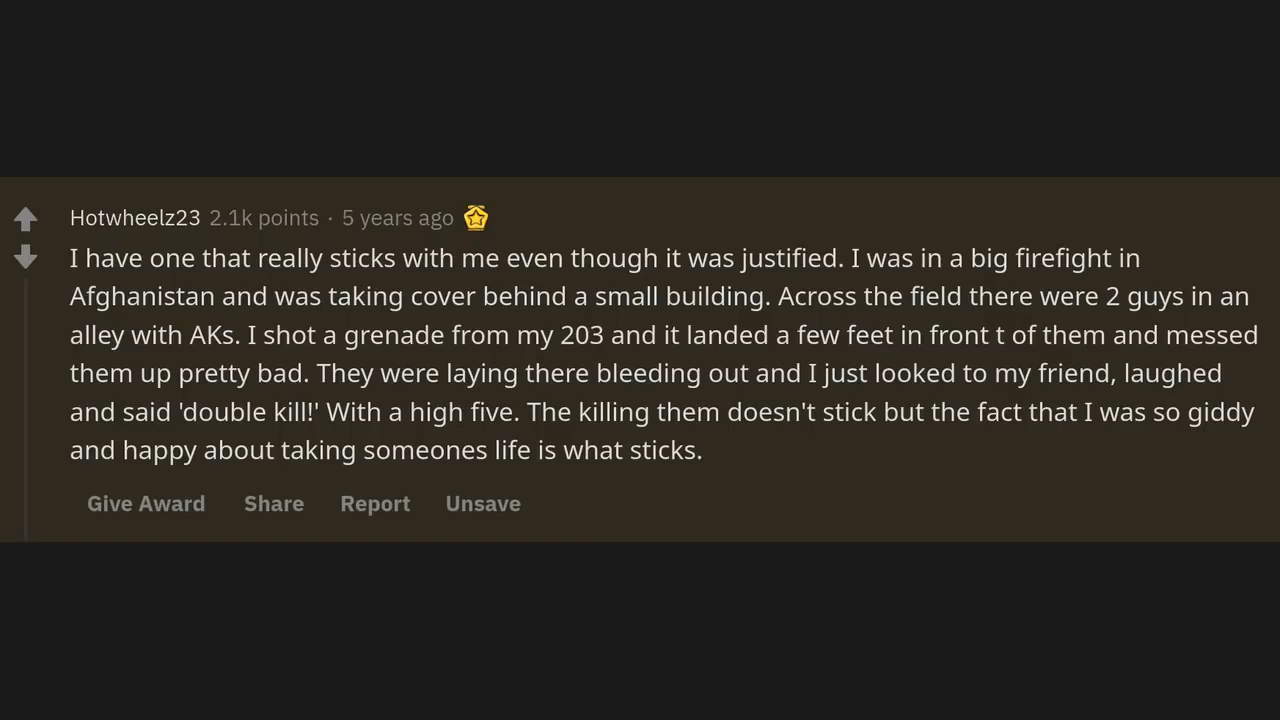 Hotwheelz23 2.1k points · 5 years ago
I have one that really sticks with me even though it was justified. I was in a big firefight in
Afghanistan and was taking cover behind a small building. Across the field there were 2 guys in an
alley with AKs. I shot a grenade from my 203 and it landed a few feet in front t of them and messed
them up pretty bad. They were laying there bleeding out and I just looked to my friend, laughed
and said 'double kill!' With a high five. The killing them doesn't stick but the fact that I was so giddy
and happy about taking someones life is what sticks.
Give Award Share Report Unsave